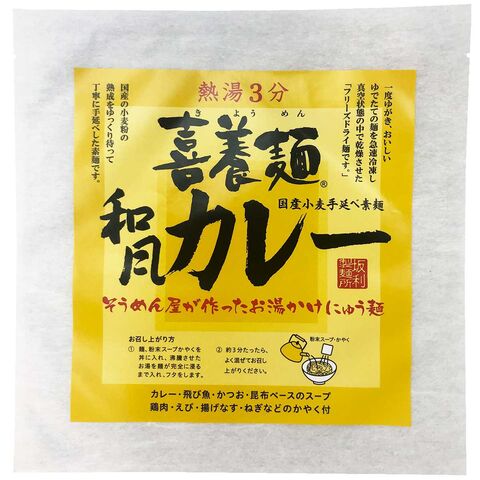 熱湯3分
きようめん
喜養麺®
和風カレー
国産小麦手延べ素麺
坂利製麺所
一度ゆがき、おいしい
ゆでたての麺を急速冷凍し
真空状態の中で乾燥させた
「フリーズドライ麺です。」
国産の小麦粉の
熟成をゆっくり待って
丁寧に手延べした素麺です。
そうめん屋が作ったお湯かけにゅう麺
お召し上がり方
① 麺、粉末スープかやくを
丼に入れ、沸騰させた
お湯を麺が完全に浸る
まで入れ、フタをします。
② 約3分たったら、
よく混ぜてお召し
上がりください。
粉末スープ・かやく
カレー・飛び魚・かつお・昆布ベースのスープ
鶏肉・えび・揚げなす・ねぎなどのかやく付